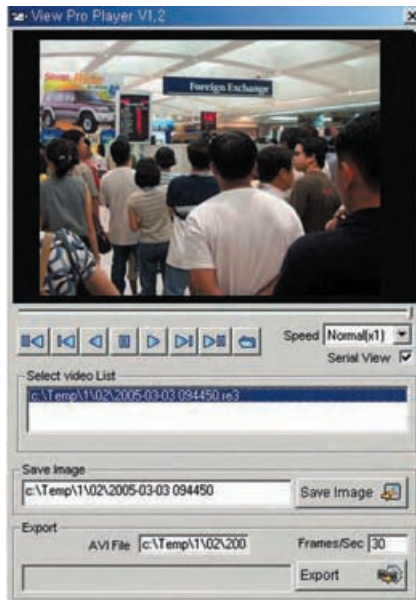 View Pro Player V1,2
Foreign Exchange
Speed Normal(x1)
Serial View
Select video List
c:\Temp\1\02\2005-03-03 094450.re3
Save Image
c:\Temp\1\02\2005-03-03 094450
Save Image
Export
AVI File c:\Temp\1\02\200
Frames/Sec 30
Export